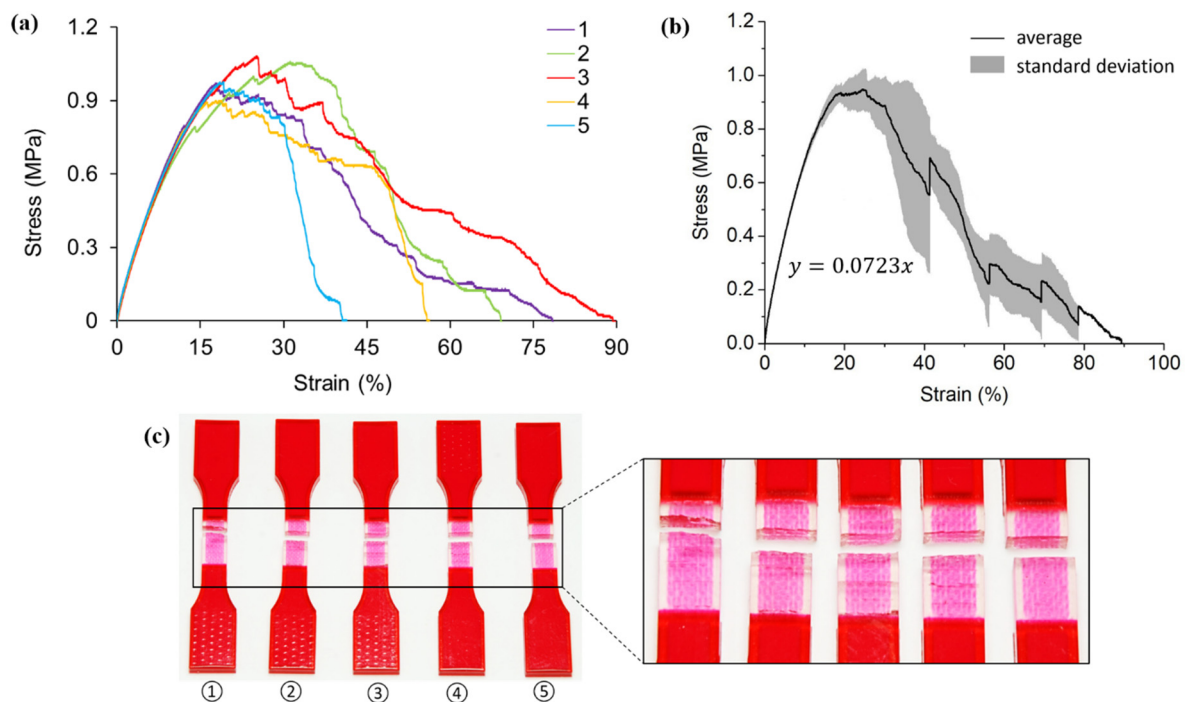 (a)
1.2
0.9
0.6
0.3
0
Stress (MPa)
0 15 30 45 60 75 90
Strain (%)
1
2
3
4
5
(b)
1.2
1.0
0.8
0.6
0.4
0.2
0.0
Stress (MPa)
average
standard deviation
y = 0.0723x
0 20 40 60 80 100
Strain (%)
(c)
① ② ③ ④ ⑤